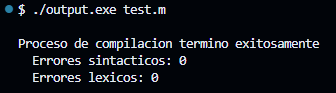 $ ./output.exe test.m
Proceso de compilacion termino exitosamente
Errores sintacticos: 0
Errores lexicos: 0